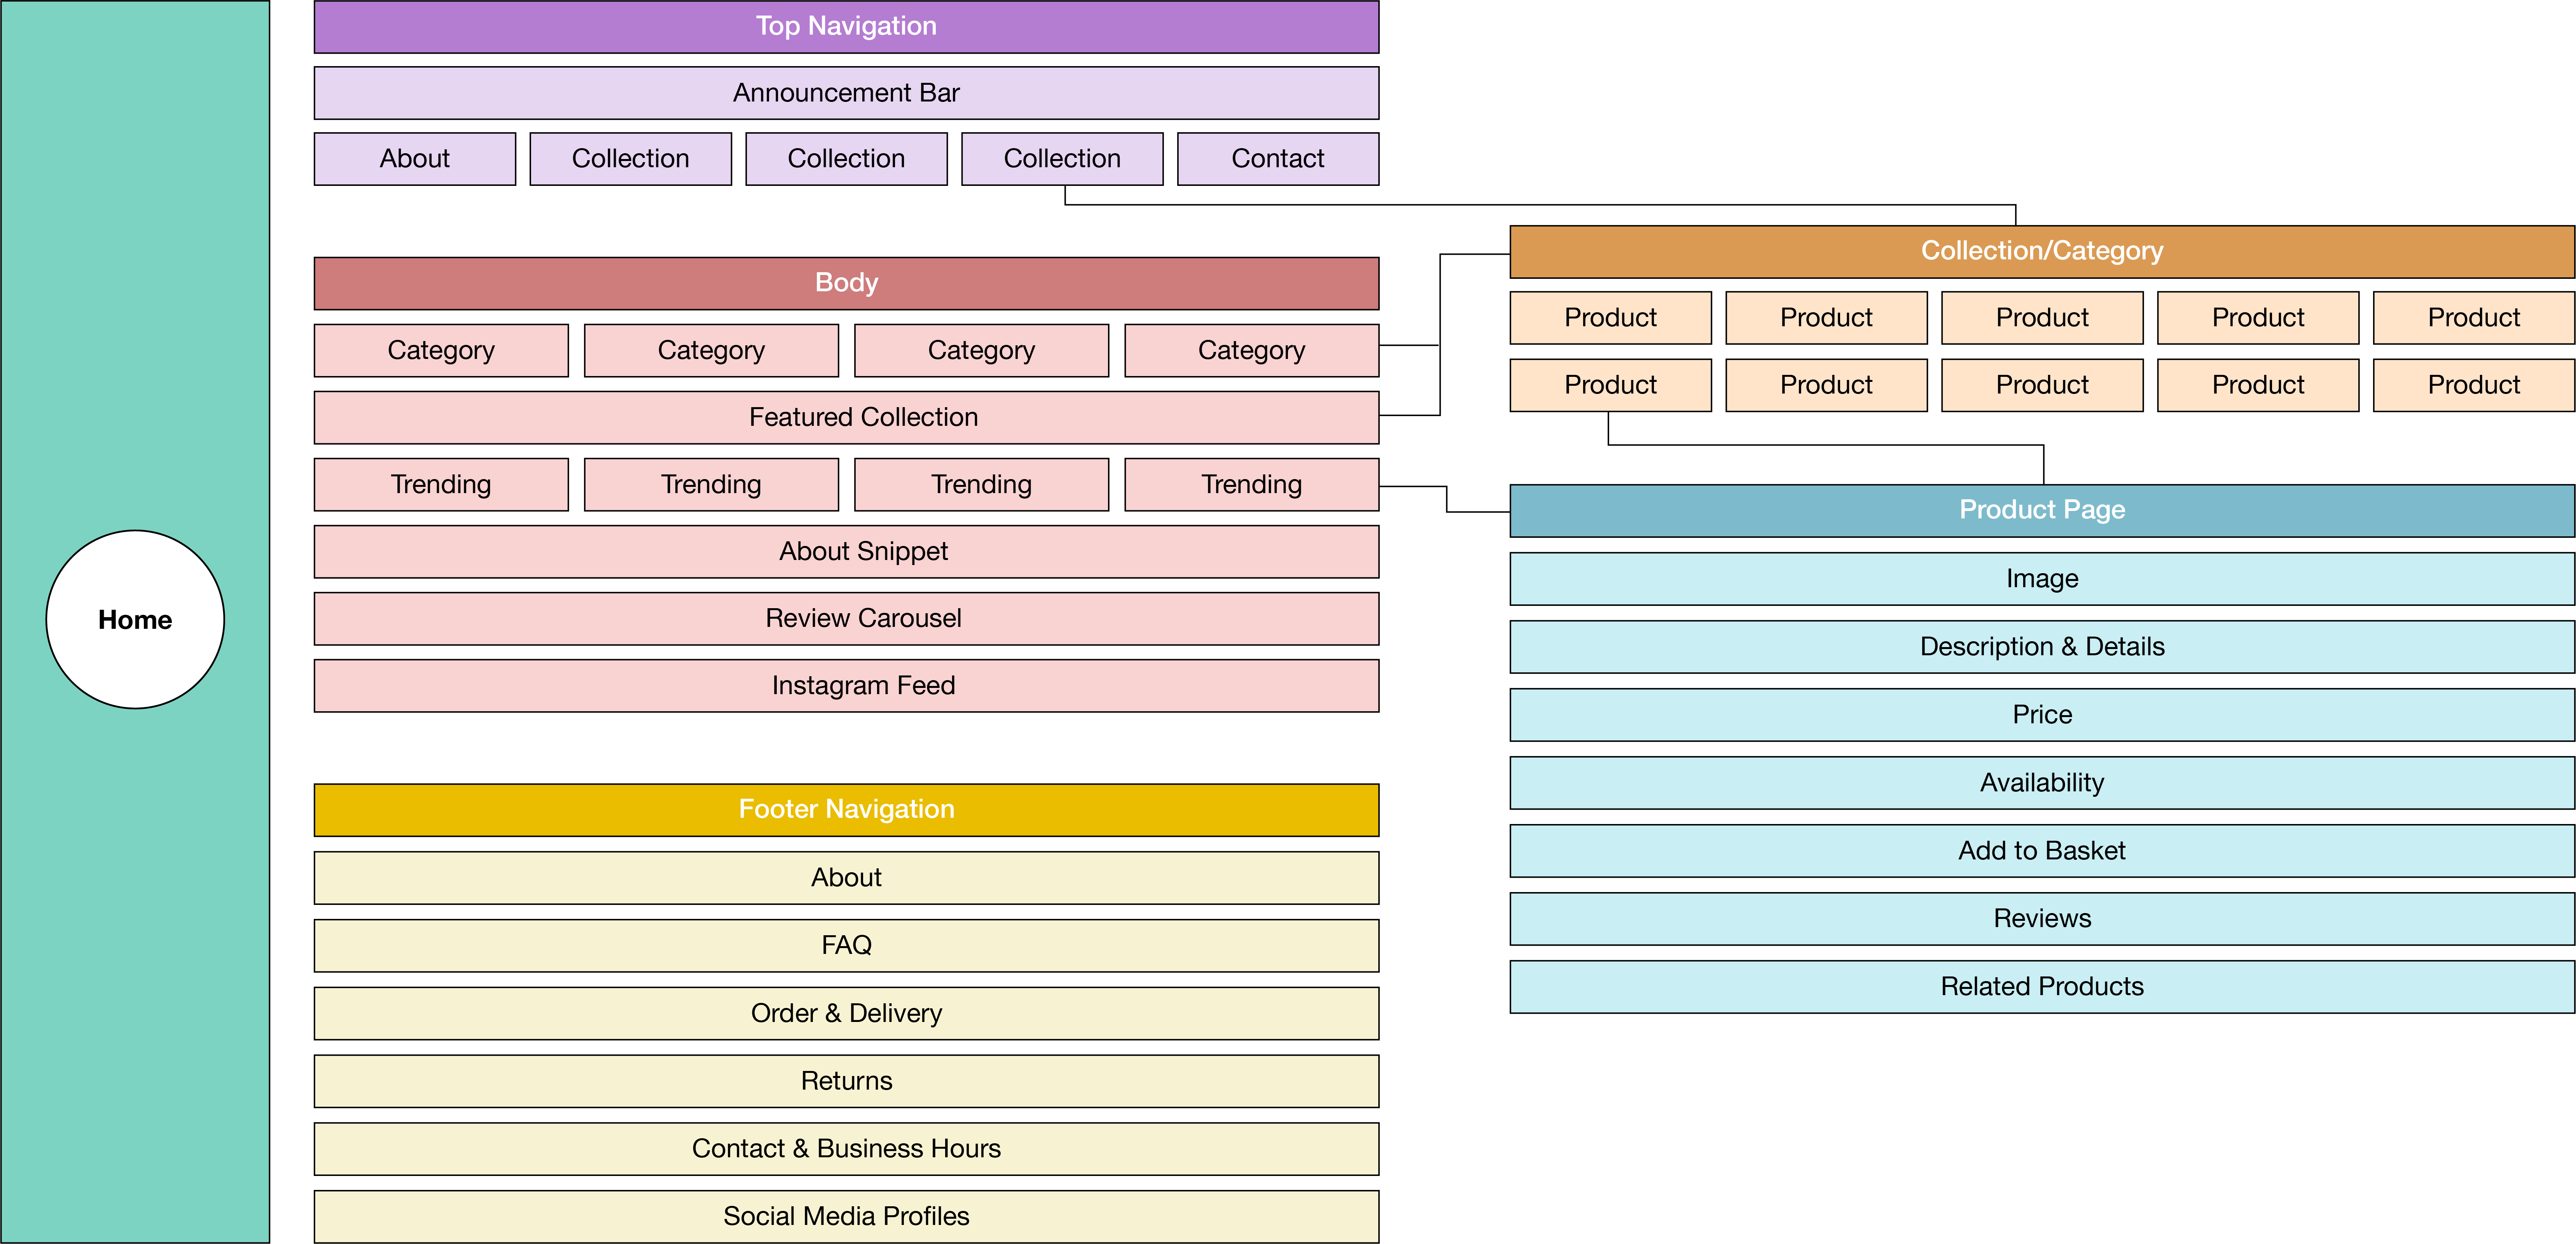 Home
Top Navigation
Announcement Bar
About Collection Collection Collection Contact
Body
Category Category Category Category
Featured Collection
Trending Trending Trending Trending
About Snippet
Review Carousel
Instagram Feed
Footer Navigation
About
FAQ
Order & Delivery
Returns
Contact & Business Hours
Social Media Profiles
Collection/Category
Product Product Product Product Product
Product Product Product Product Product
Product Page
Image
Description & Details
Price
Availability
Add to Basket
Reviews
Related Products